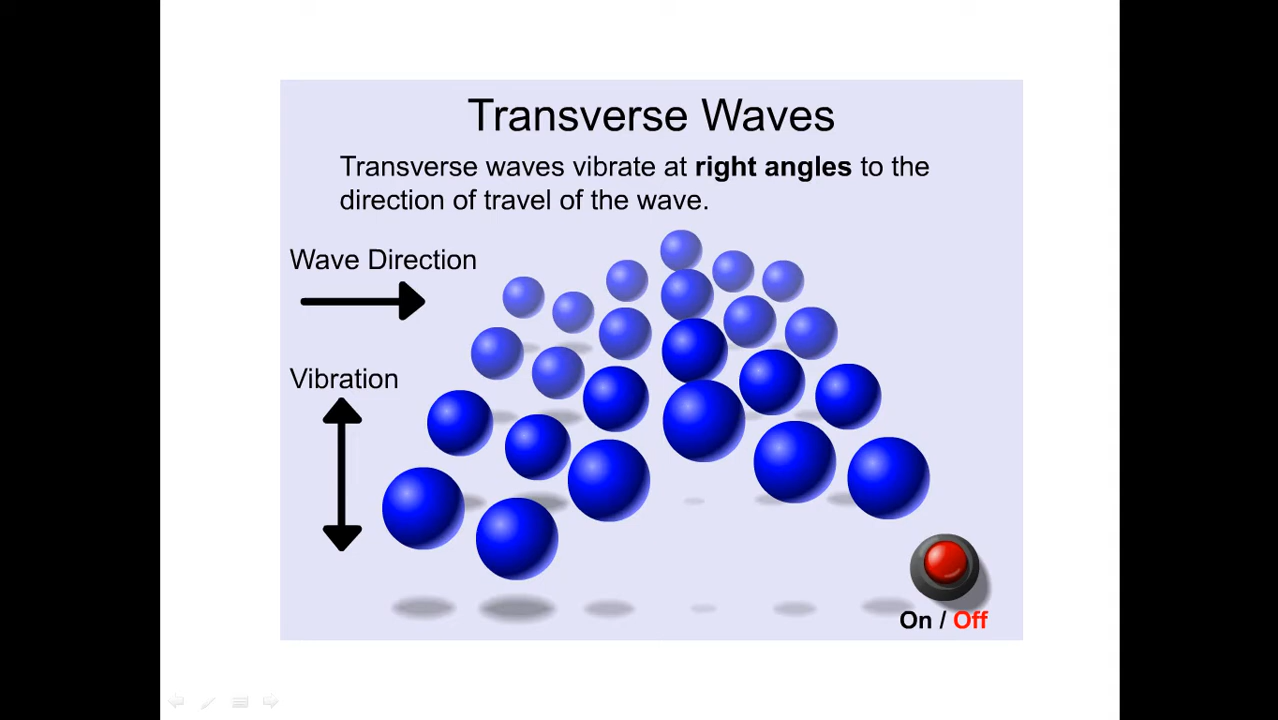 Transverse Waves
Transverse waves vibrate at right angles to the
direction of travel of the wave.
Wave Direction
Vibration
On / Off